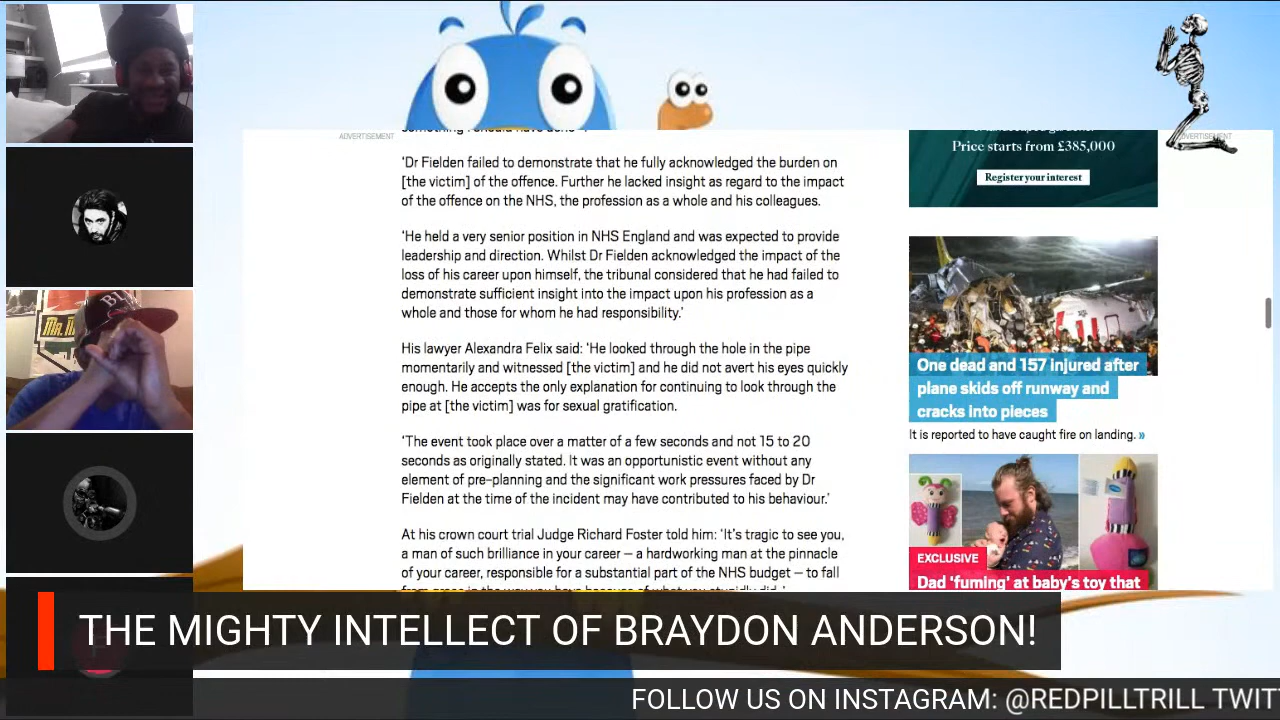 ADVERTISEMENT
'Dr Fielden failed to demonstrate that he fully acknowledged the burden on
[the victim] of the offence. Further he lacked insight as regard to the impact
of the offence on the NHS, the profession as a whole and his colleagues.
'He held a very senior position in NHS England and was expected to provide
leadership and direction. Whilst Dr Fielden acknowledged the impact of the
loss of his career upon himself, the tribunal considered that he had failed to
demonstrate sufficient insight into the impact upon his profession as a
whole and those for whom he had responsibility.'
His lawyer Alexandra Felix said: 'He looked through the hole in the pipe
momentarily and witnessed [the victim] and he did not avert his eyes quickly
enough. He accepts the only explanation for continuing to look through the
pipe at [the victim] was for sexual gratification.
'The event took place over a matter of a few seconds and not 15 to 20
seconds as originally stated. It was an opportunistic event without any
element of pre-planning and the significant work pressures faced by Dr
Fielden at the time of the incident may have contributed to his behaviour.'
At his crown court trial Judge Richard Foster told him: 'It's tragic to see you,
a man of such brilliance in your career – a hardworking man at the pinnacle
of your career, responsible for a substantial part of the NHS budget – to fall
Price starts from £385,000
Register your interest
One dead and 157 injured after
plane skids off runway and
cracks into pieces
It is reported to have caught fire on landing. »
EXCLUSIVE
Dad 'fuming' at baby's toy that
THE MIGHTY INTELLECT OF BRAYDON ANDERSON!
FOLLOW US ON INSTAGRAM: @REDPILLTRILL TWIT